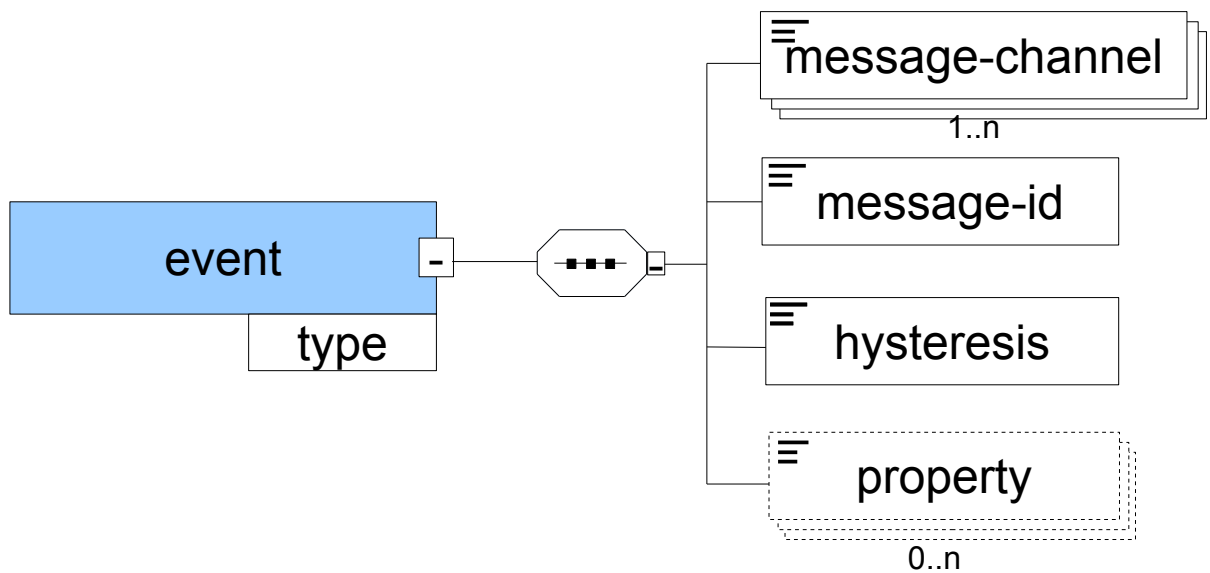 message-channel
1..n
message-id
event
type
hysteresis
property
0..n